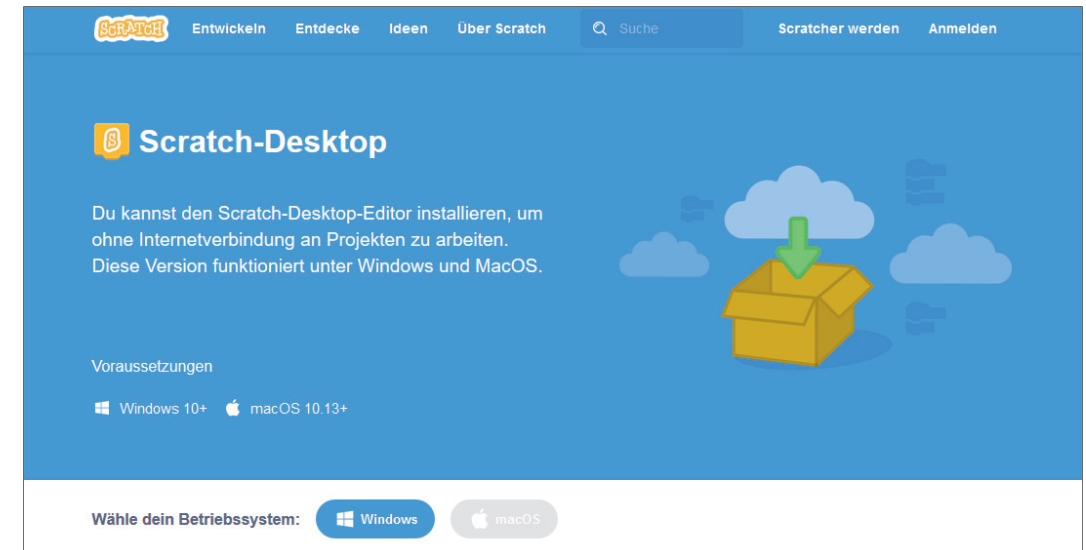 SCRATCH Entwickeln Entdecke Ideen Über Scratch Suche Scratcher werden Anmelden
Scratch-Desktop
Du kannst den Scratch-Desktop-Editor installieren, um
ohne Internetverbindung an Projekten zu arbeiten.
Diese Version funktioniert unter Windows und MacOS.
Voraussetzungen
Windows 10+ macOS 10.13+
Wähle dein Betriebssystem: Windows macOS